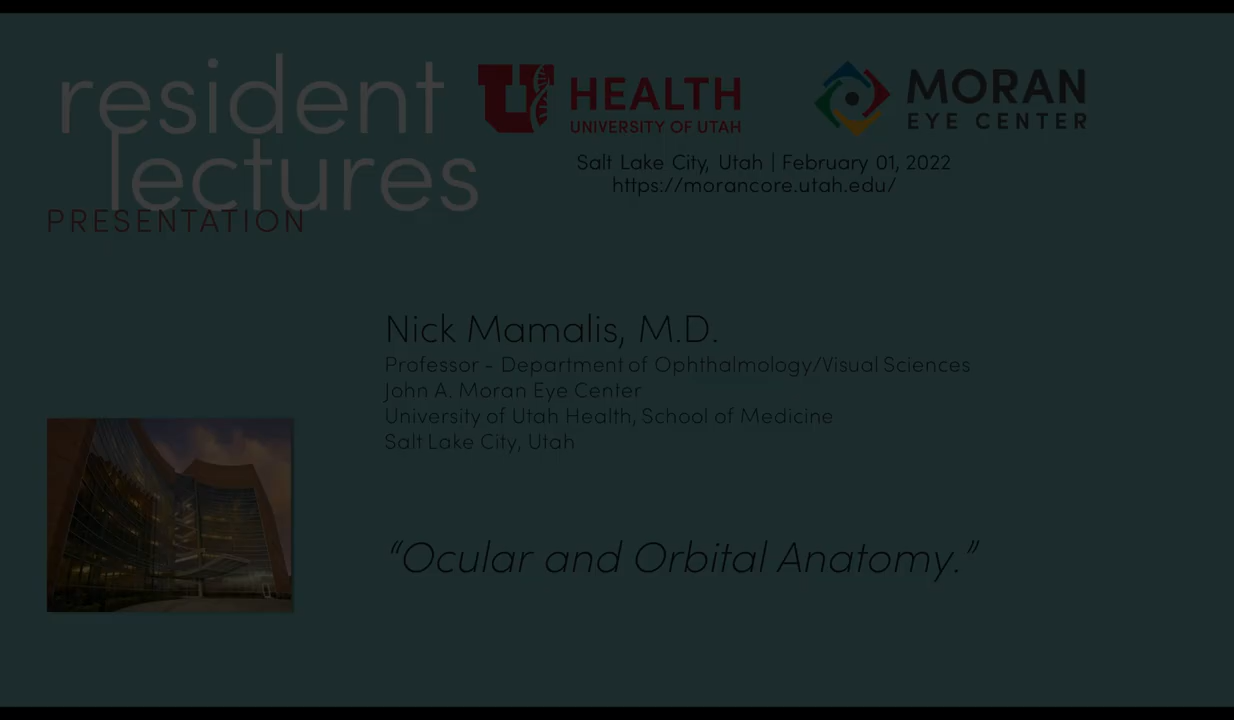 resident
lectures
PRESENTATION
U HEALTH
UNIVERSITY OF UTAH
MORAN
EYE CENTER
Salt Lake City, Utah | February 01, 2022
https://morancore.utah.edu/
Nick Mamalis, M.D.
Professor - Department of Ophthalmology/Visual Sciences
John A. Moran Eye Center
University of Utah Health, School of Medicine
Salt Lake City, Utah
“Ocular and Orbital Anatomy.”